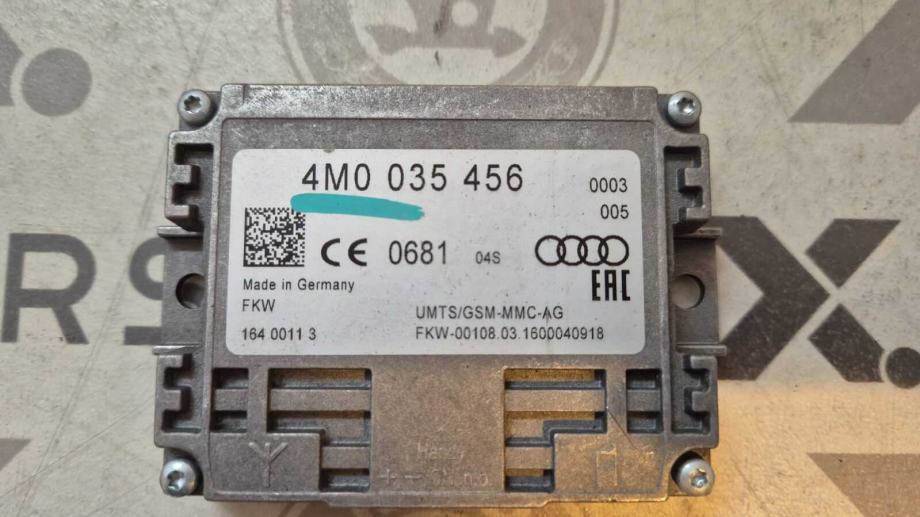 4M0 035 456
0003
005
CE 0681 04S
EAC
Made in Germany
FKW
UMTS/GSM-MMC-AG
164 0011 3
FKW-00108.03.1600040918
RS
X